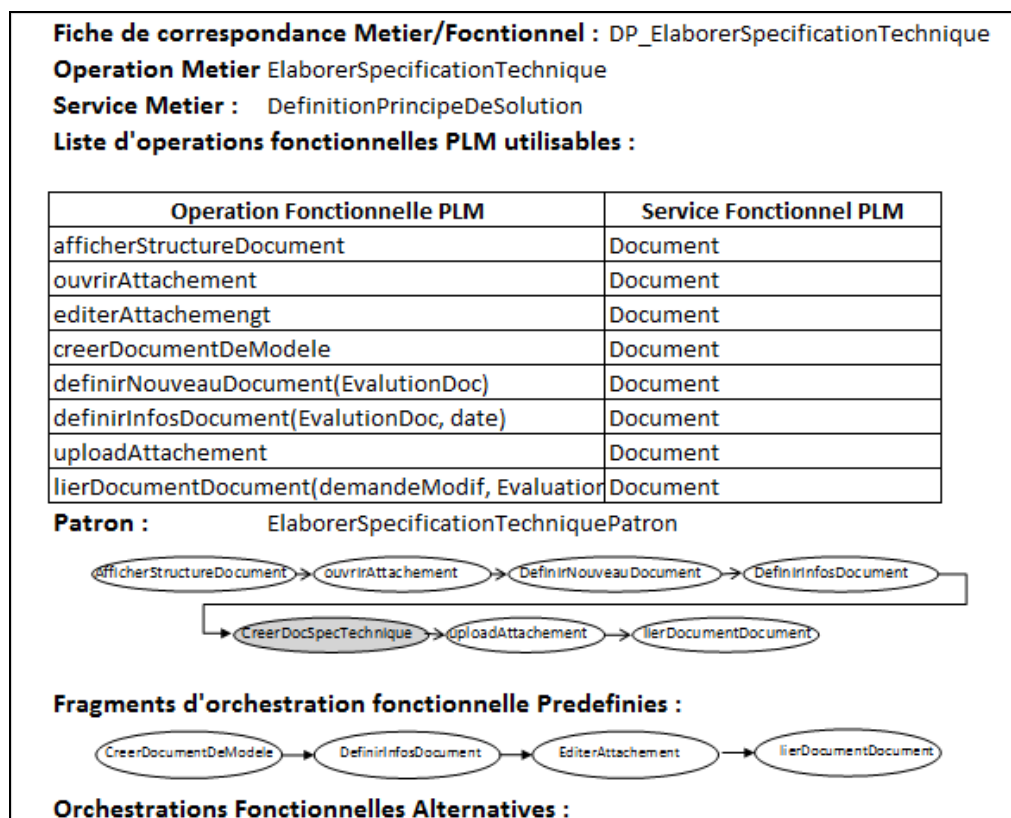 Fiche de correspondance Metier/Focntionnel : DP_ElaborerSpecificationTechnique
Operation Metier ElaborerSpecificationTechnique
Service Metier : DefinitionPrincipeDeSolution
Liste d'operations fonctionnelles PLM utilisables :
Operation Fonctionnelle PLM Service Fonctionnel PLM
afficherStructureDocument Document
ouvrirAttachement Document
editerAttachemengt Document
creerDocumentDeModele Document
definirNouveauDocument(EvalutionDoc) Document
definirInfosDocument(EvalutionDoc, date) Document
uploadAttachement Document
lierDocumentDocument(demandeModif, Evaluation Document
Patron : ElaborerSpecificationTechniquePatron
AfficherStructureDocument ouvrirAttachement DefinirNouveauDocument DefinirInfosDocument
CreerDocSpecTechnique uploadAttachement lierDocumentDocument
Fragments d'orchestration fonctionnelle Predefinies :
CreerDocumentDeModele DefinirInfosDocument EditerAttachement lierDocumentDocument
Orchestrations Fonctionnelles Alternatives :